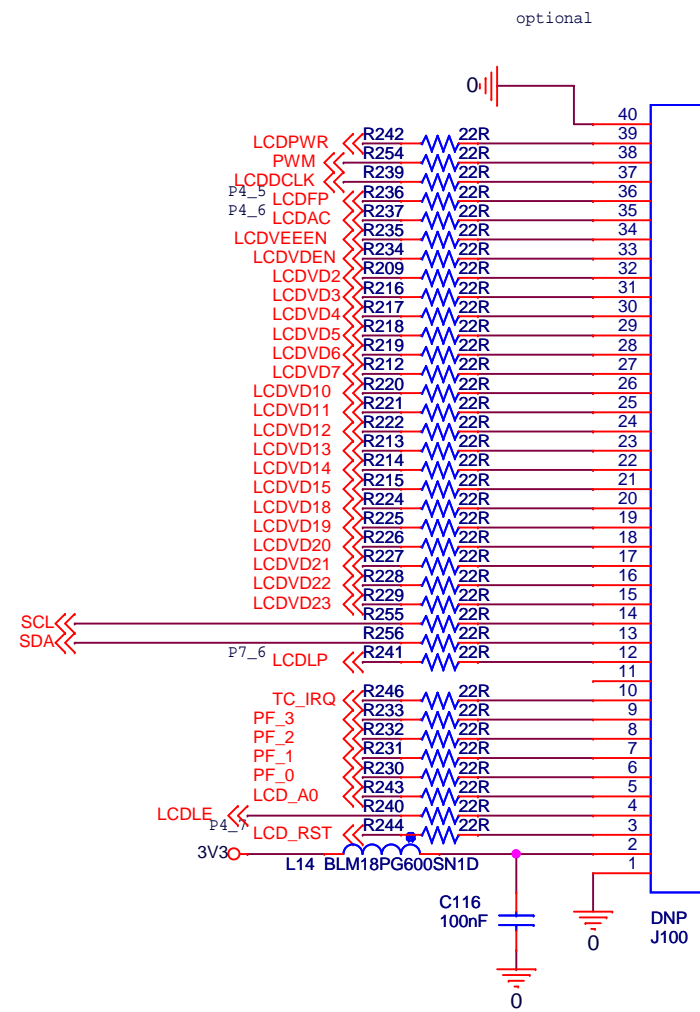 optional
0
40
LCDPWR R242 22R 39
PWM R254 22R 38
LCDDCLK R239 22R 37
P4_5 LCDFP R236 22R 36
P4_6 LCDAC R237 22R 35
LCDVEEEN R235 22R 34
LCDVDEN R234 22R 33
LCDVD2 R209 22R 32
LCDVD3 R216 22R 31
LCDVD4 R217 22R 30
LCDVD5 R218 22R 29
LCDVD6 R219 22R 28
LCDVD7 R212 22R 27
LCDVD10 R220 22R 26
LCDVD11 R221 22R 25
LCDVD12 R222 22R 24
LCDVD13 R213 22R 23
LCDVD14 R214 22R 22
LCDVD15 R215 22R 21
LCDVD18 R224 22R 20
LCDVD19 R225 22R 19
LCDVD20 R226 22R 18
LCDVD21 R227 22R 17
LCDVD22 R228 22R 16
LCDVD23 R229 22R 15
SCL R255 22R 14
SDA R256 22R 13
P7_6 LCDLP R241 22R 12
11
TC_IRQ R246 22R 10
PF_3 R233 22R 9
PF_2 R232 22R 8
PF_1 R231 22R 7
PF_0 R230 22R 6
LCD_A0 R243 22R 5
LCDLE R240 22R 4
P4_7 LCD_RST R244 22R 3
3V3 2
L14 BLM18PG600SN1D 1
C116
100nF
DNP
J100
0
0